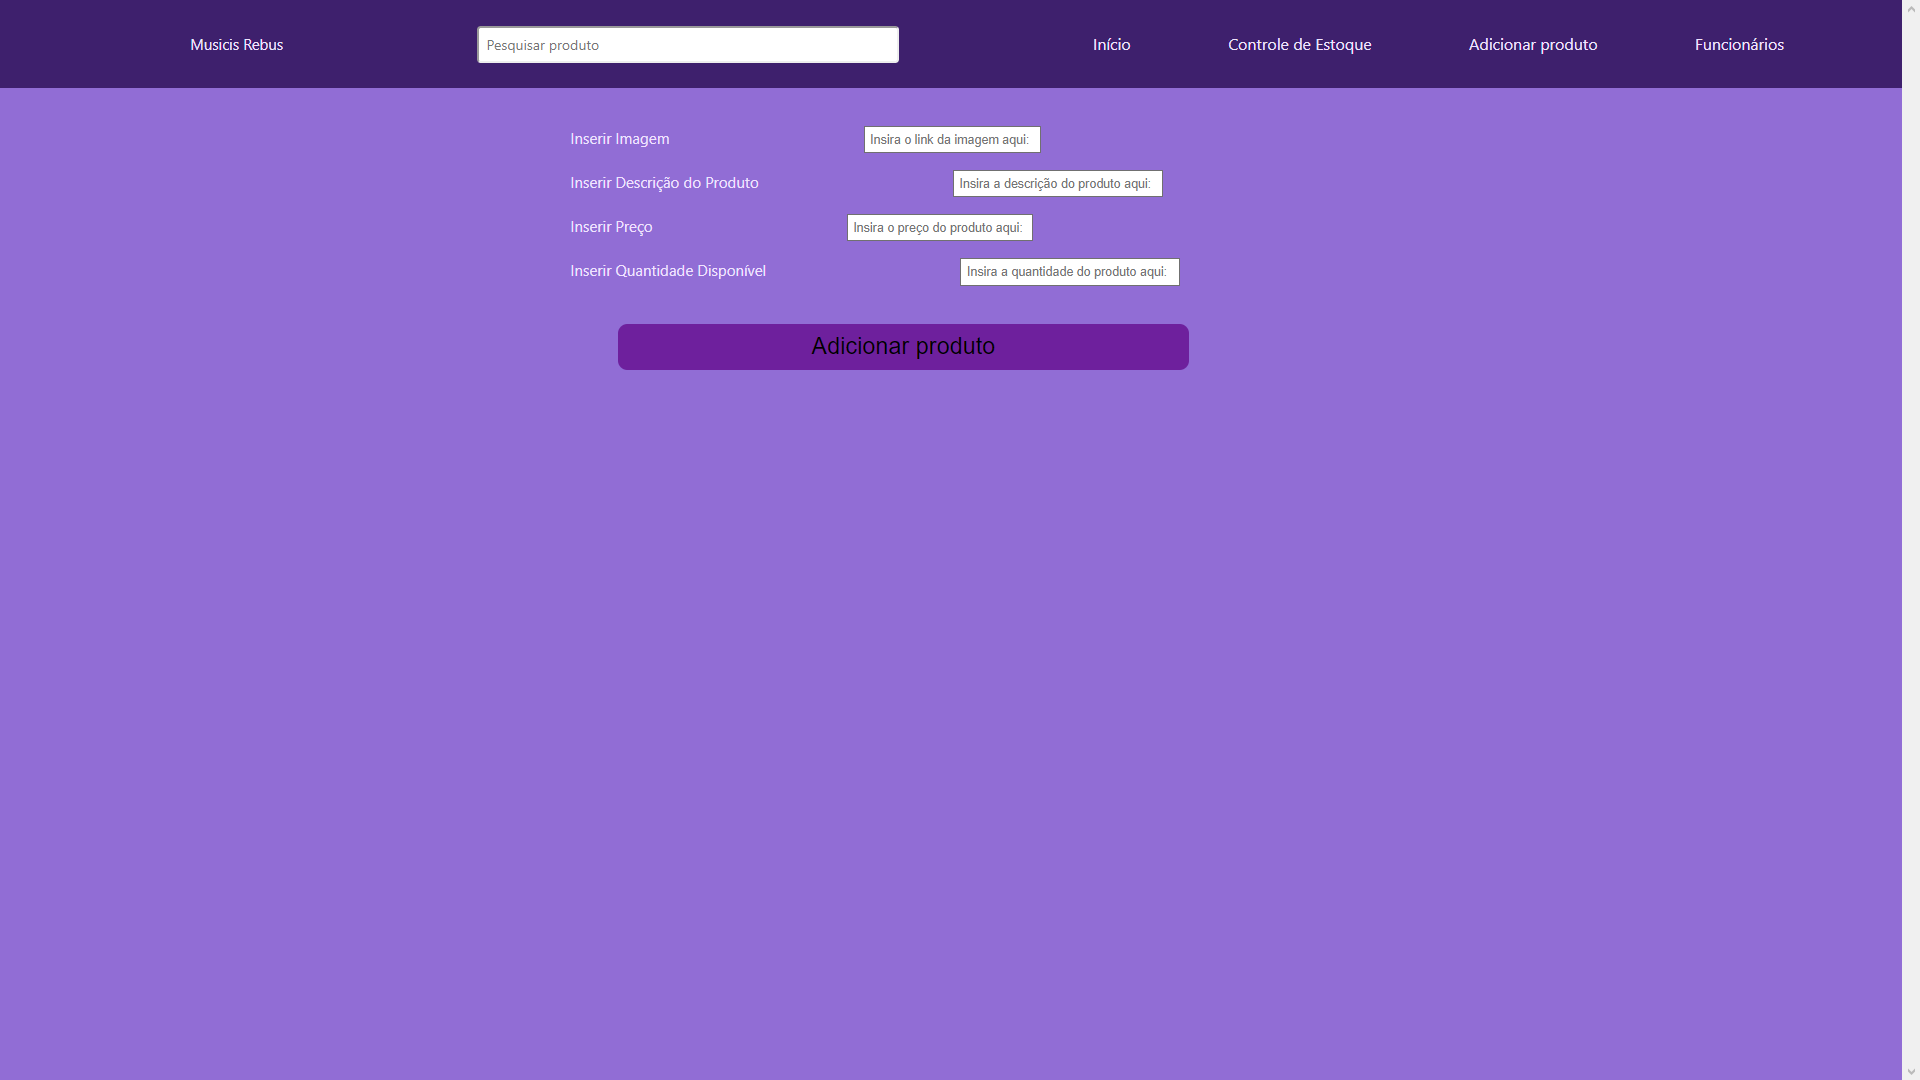 Musicis Rebus
Pesquisar produto
Início
Controle de Estoque
Adicionar produto
Funcionários
Inserir Imagem
Insira o link da imagem aqui:
Inserir Descrição do Produto
Insira a descrição do produto aqui:
Inserir Preço
Insira o preço do produto aqui:
Inserir Quantidade Disponível
Insira a quantidade do produto aqui:
Adicionar produto